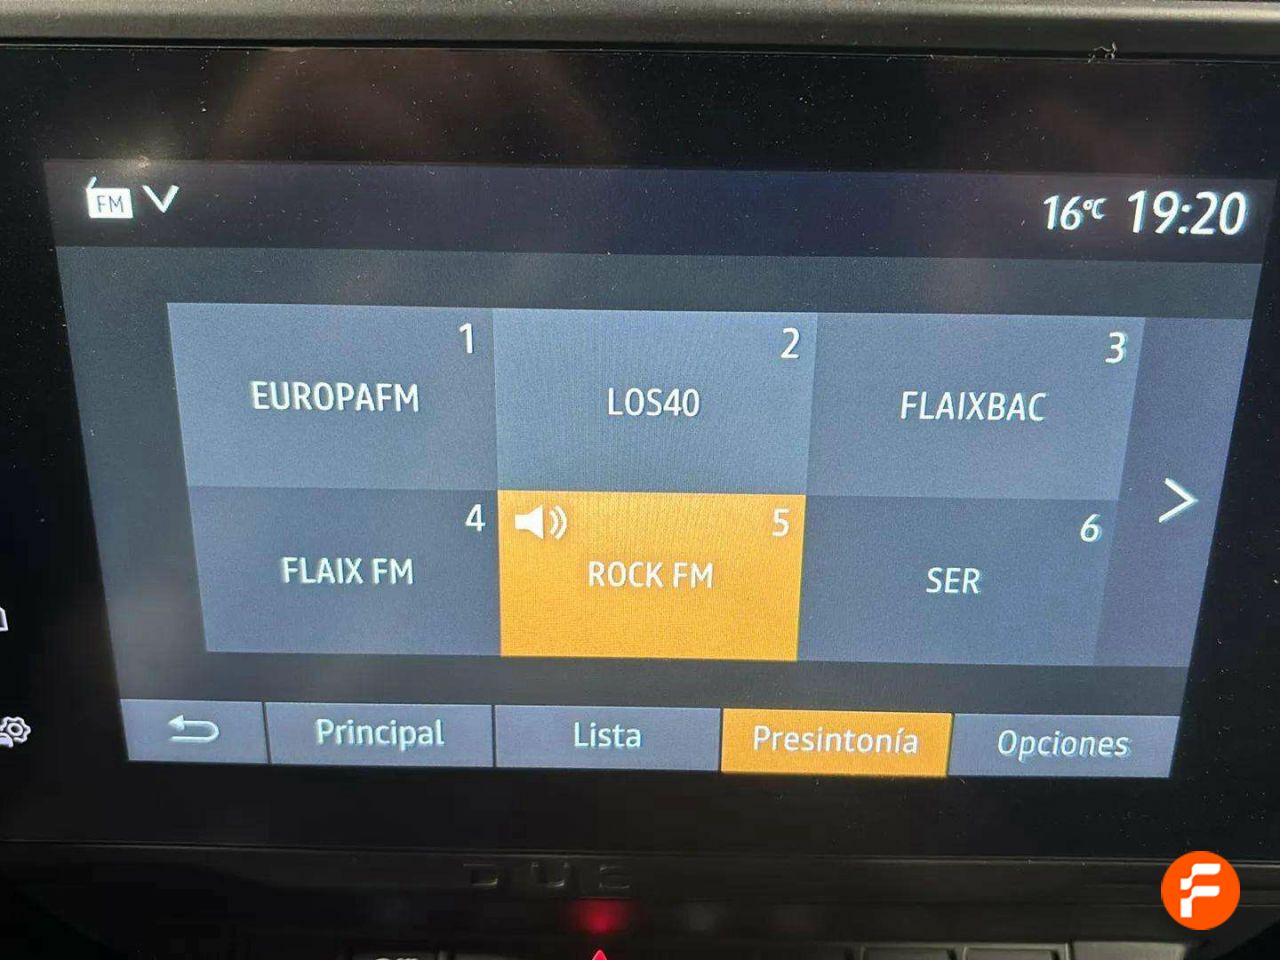 FM
16°C 19:20
1
EUROPAFM
2
LOS40
3
FLAIXBAC
4
FLAIX FM
5
ROCK FM
6
SER
Principal
Lista
Presintonía
Opciones
F